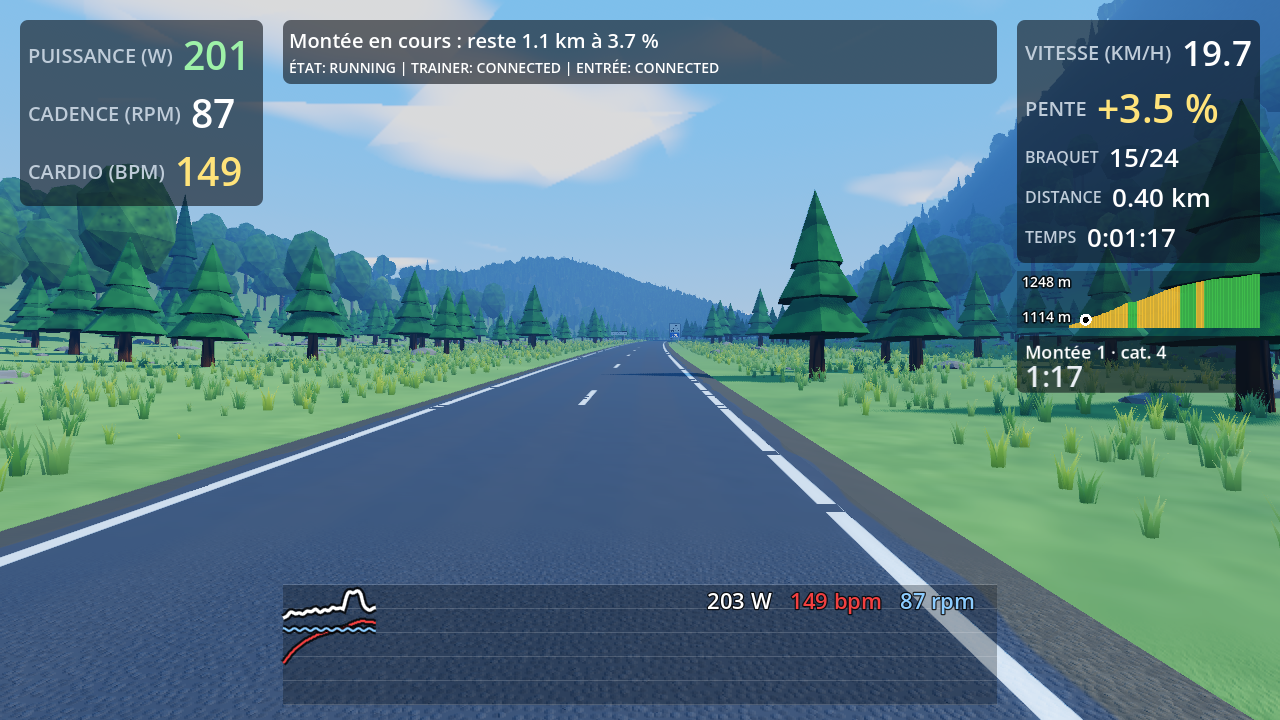 PUISSANCE (W) 201
CADENCE (RPM) 87
CARDIO (BPM) 149
Montée en cours : reste 1.1 km à 3.7 %
ÉTAT: RUNNING | TRAINER: CONNECTED | ENTRÉE: CONNECTED
VITESSE (KM/H) 19.7
PENTE +3.5 %
BRAQUET 15/24
DISTANCE 0.40 km
TEMPS 0:01:17
1248 m
1114 m
Montée 1 · cat. 4
1:17
203 W 149 bpm 87 rpm